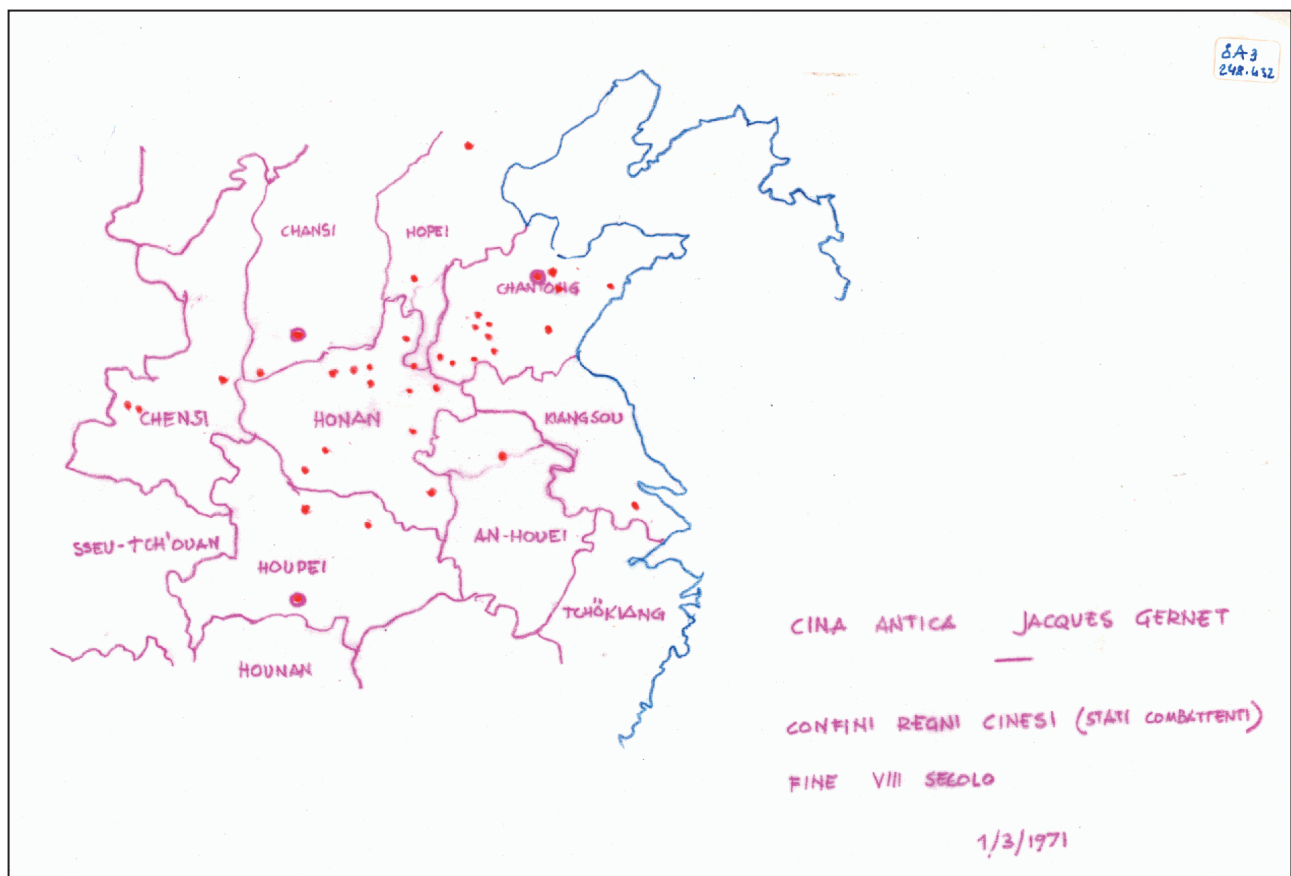 SA3
248.432
CHANSI
HOPEI
CHANTONG
CHENSI
HONAN
KIANGSOU
SSEU-TCH'OUAN
AN-HOUEI
HOUPEI
TCHÖKIANG
HOUNAN
CINA ANTICA JACQUES GERNET
CONFINI REGNI CINESI (STATI COMBATTENTI)
FINE VIII SECOLO
1/3/1971